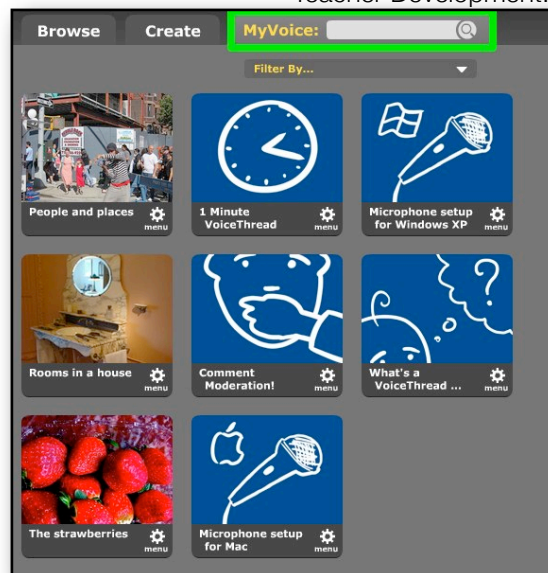 Teacher Development.
Browse
Create
MyVoice:
Filter By...
People and places
menu
1 Minute
VoiceThread
menu
Microphone setup
for Windows XP
menu
Rooms in a house
menu
Comment
Moderation!
menu
What's a
VoiceThread ...
menu
The strawberries
menu
Microphone setup
for Mac
menu